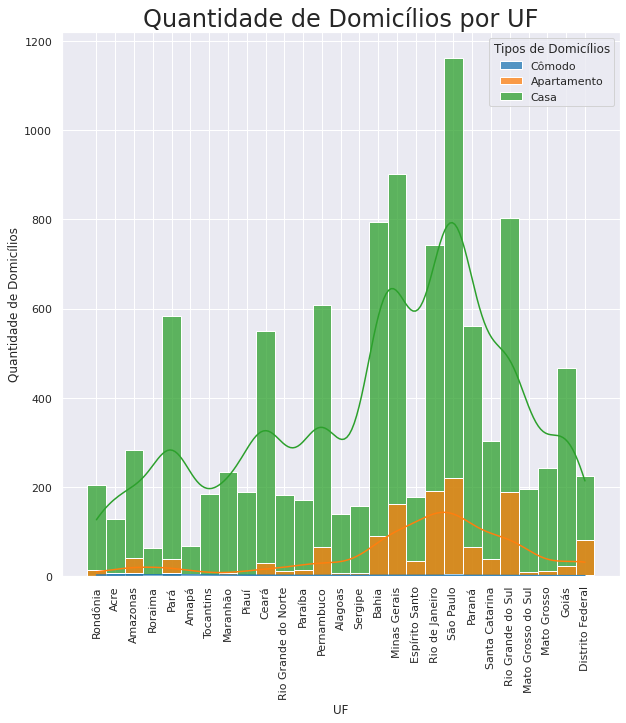 Quantidade de Domicílios por UF
Tipos de Domicílios
Cômodo
Apartamento
Casa
Quantidade de Domicílios
1200
1000
800
600
400
200
0
Rondônia
Acre
Amazonas
Roraima
Pará
Amapá
Tocantins
Maranhão
Piauí
Ceará
Rio Grande do Norte
Paraíba
Pernambuco
Alagoas
Sergipe
Bahia
Minas Gerais
Espírito Santo
Rio de Janeiro
São Paulo
Paraná
Santa Catarina
Rio Grande do Sul
Mato Grosso do Sul
Mato Grosso
Goiás
Distrito Federal
UF